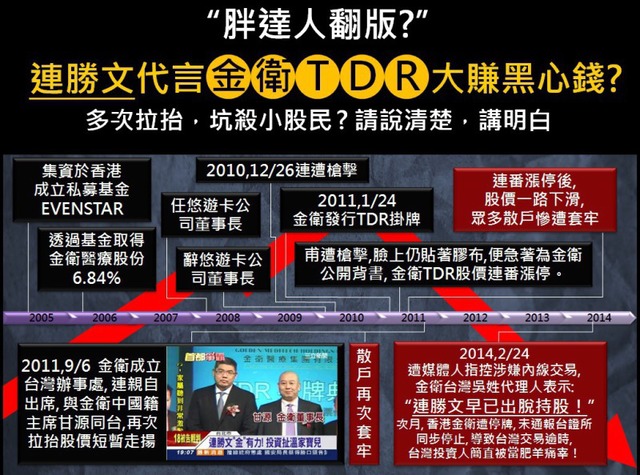 “胖達人翻版?”
連勝文代言金衛TDR大賺黑心錢?
多次拉抬，坑殺小股民？請說清楚，講明白
集資於香港
成立私募基金
EVENSTAR
透過基金取得
金衛醫療股份
6.84%
任悠遊卡公
司董事長
辭悠遊卡公
司董事長
2010,12/26連遭槍擊
2011,1/24
金衛發行TDR掛牌
甫遭槍擊,臉上仍貼著膠布,便急著為金衛
公開背書, 金衛TDR股價連番漲停。
連番漲停後,
股價一路下滑,
眾多散戶慘遭套牢
2005 2006 2007 2008 2009 2010 2011 2012 2013 2014
2011,9/6 金衛成立
台灣辦事處, 連親自
出席, 與金衛中國籍
主席甘源同台,再次
拉抬股價短暫走揚
首都
TDR
甘源 金衛董事長
連勝文"金"有力! 投資扯溫家寶兒
19:07
散戶再次套牢
2014,2/24
遭媒體人指控涉嫌內線交易,
金衛台灣吳姓代理人表示:
“連勝文早已出脫持股！”
次月, 香港金衛遭停牌, 未通報台證所
同步停止, 導致台灣交易逾時,
台灣投資人簡直被當肥羊痛宰!